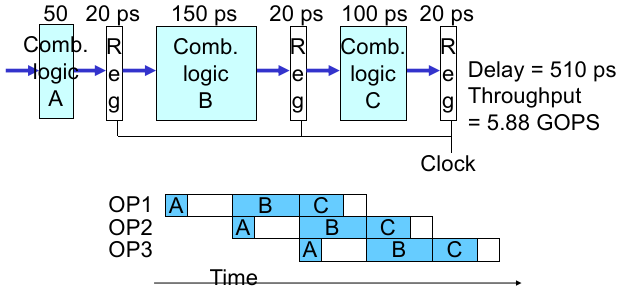 50 20 ps 150 ps 20 ps 100 ps 20 ps
Comb. logic A
Reg
Comb. logic B
Reg
Comb. logic C
Reg
Delay = 510 ps
Throughput
= 5.88 GOPS
Clock
OP1 A B C
OP2 A B C
OP3 A B C
Time